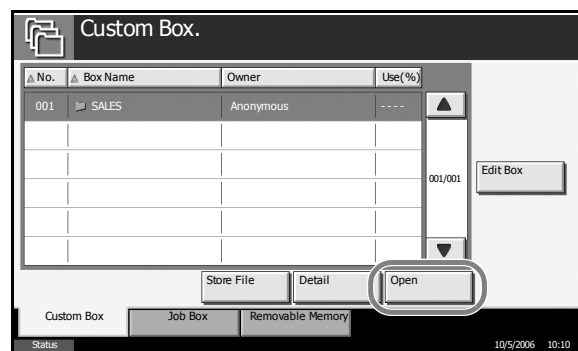 Custom Box.
No. Box Name Owner Use(%)
001 SALES Anonymous ----
001/001
Edit Box
Store File Detail Open
Custom Box Job Box Removable Memory
Status 10/5/2006 10:10